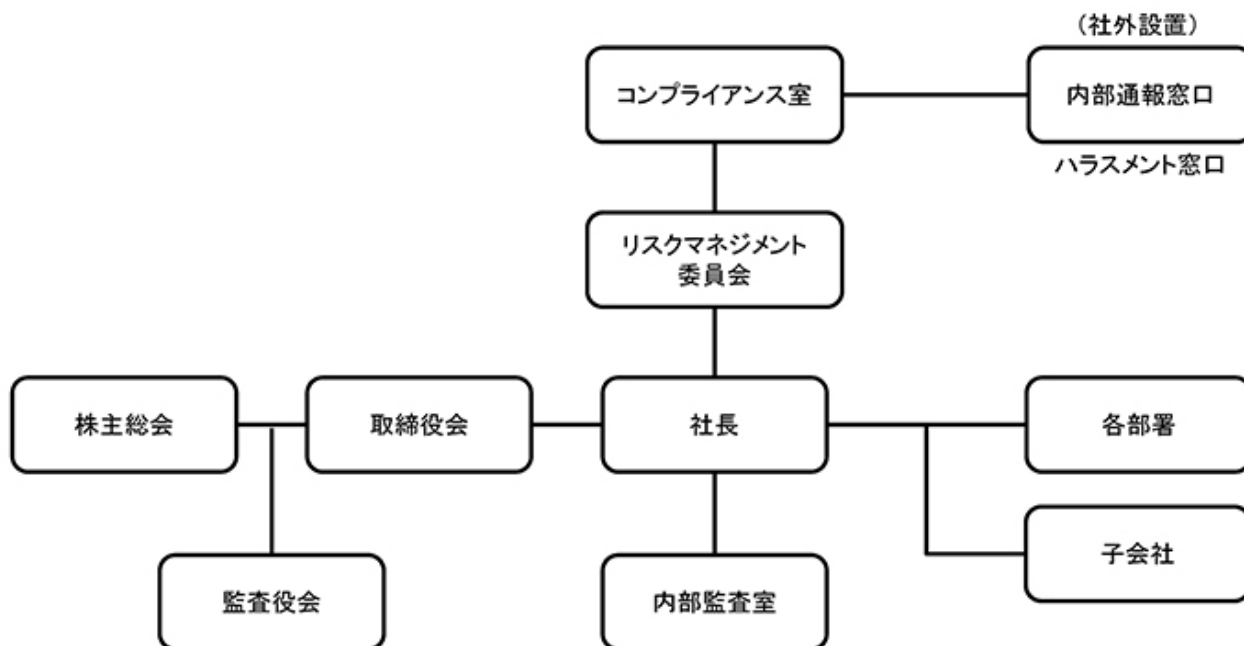 (社外設置)
コンプライアンス室
内部通報窓口
ハラスメント窓口
リスクマネジメント
委員会
株主総会
取締役会
社長
各部署
子会社
監査役会
内部監査室